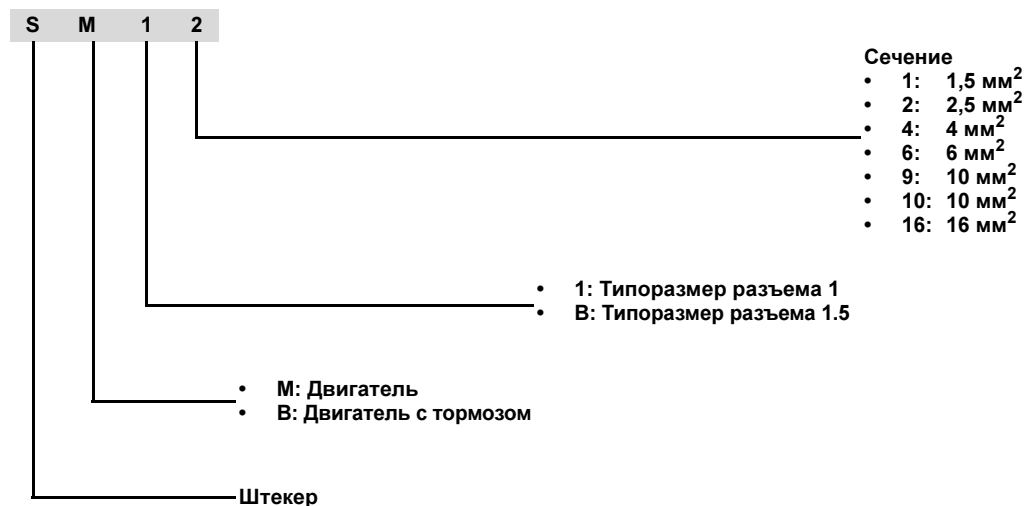 S M 1 2
Сечение
• 1: 1,5 мм²
• 2: 2,5 мм²
• 4: 4 мм²
• 6: 6 мм²
• 9: 10 мм²
• 10: 10 мм²
• 16: 16 мм²
• 1: Типоразмер разъема 1
• B: Типоразмер разъема 1.5
• M: Двигатель
• B: Двигатель с тормозом
Штекер